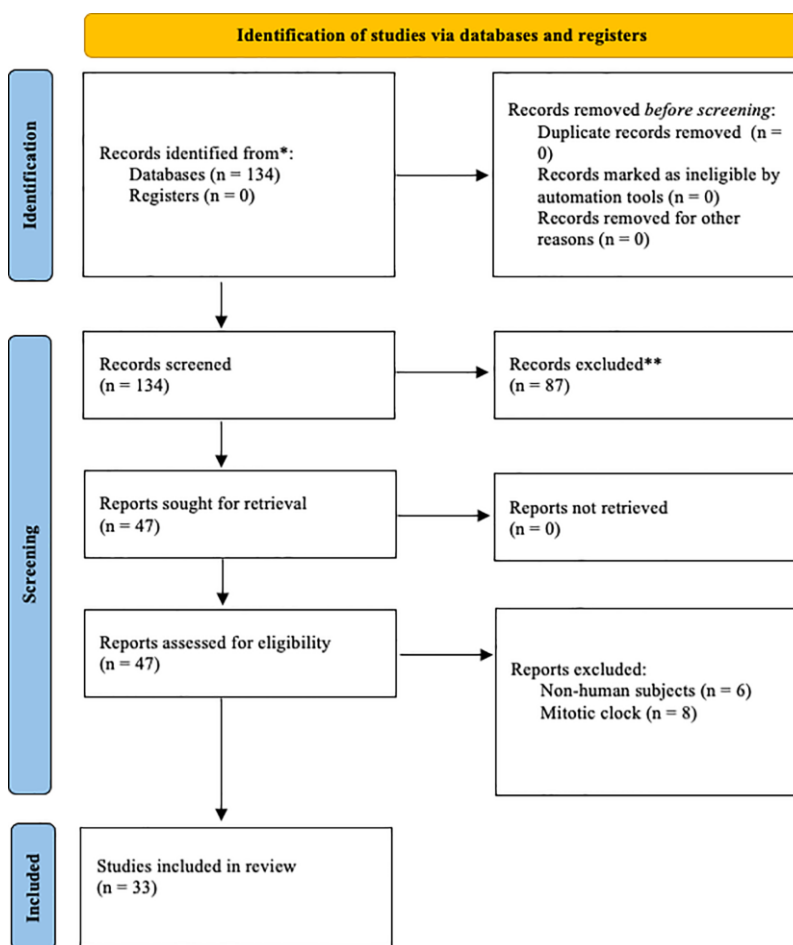 Identification of studies via databases and registers
Identification
Records identified from*:
Databases (n = 134)
Registers (n = 0)
Records removed before screening:
Duplicate records removed (n =
0)
Records marked as ineligible by
automation tools (n = 0)
Records removed for other
reasons (n = 0)
Screening
Records screened
(n = 134)
Records excluded**
(n = 87)
Reports sought for retrieval
(n = 47)
Reports not retrieved
(n = 0)
Reports assessed for eligibility
(n = 47)
Reports excluded:
Non-human subjects (n = 6)
Mitotic clock (n = 8)
Included
Studies included in review
(n = 33)